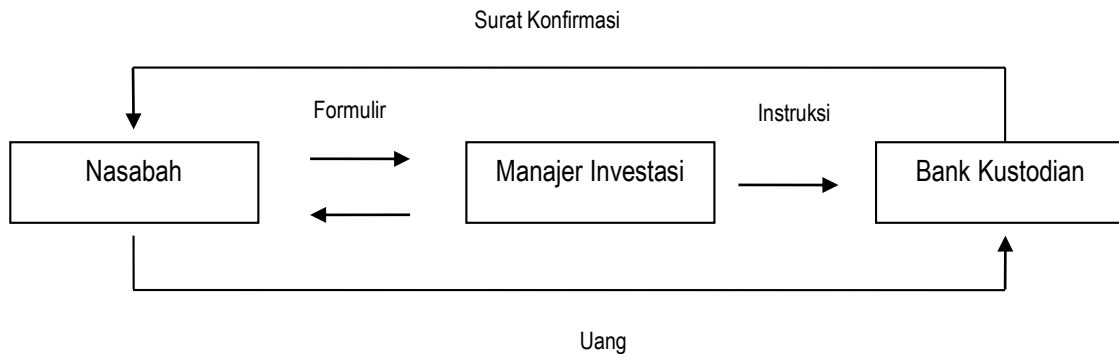 Surat Konfirmasi
Formulir
Instruksi
Nasabah
Manajer Investasi
Bank Kustodian
Uang